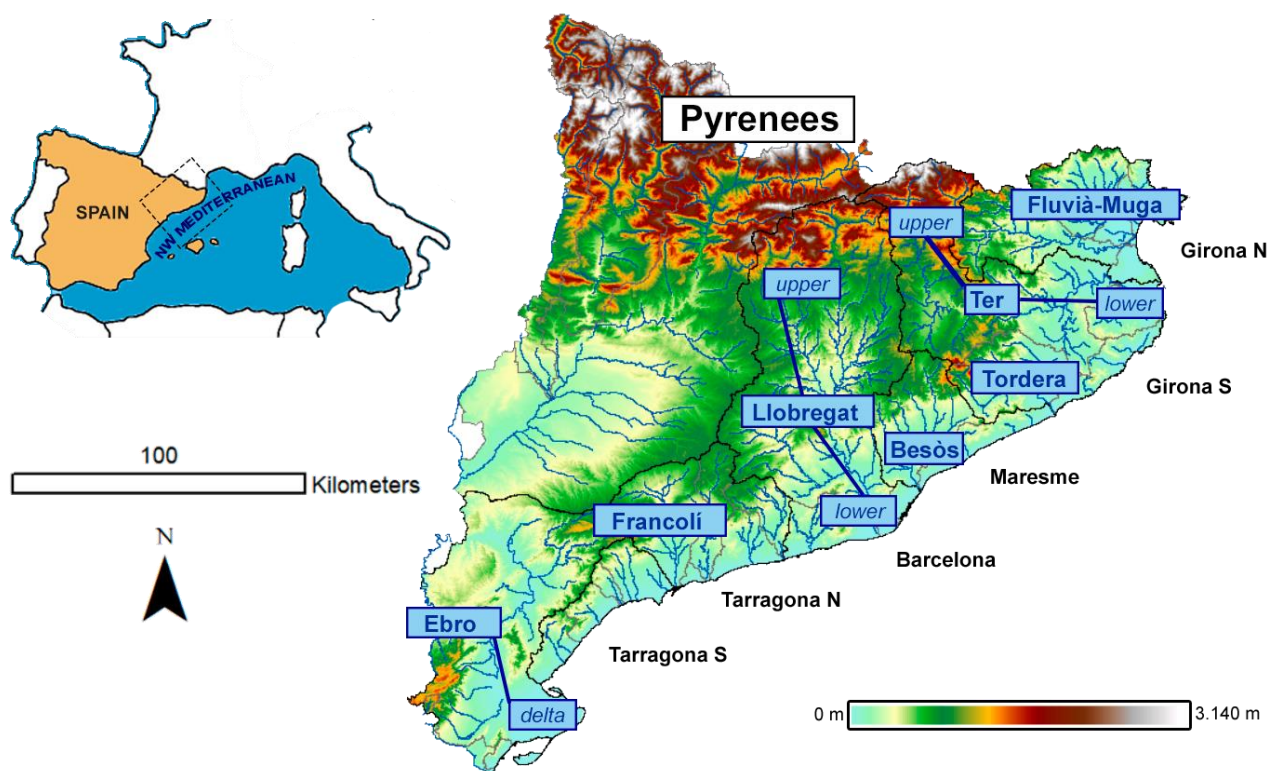 SPAIN
NW MEDITERRANEAN
100
Kilometers
N
Pyrenees
Fluvià-Muga
upper
Girona N
upper
Ter
lower
Tordera
Girona S
Llobregat
Besòs
Maresme
lower
Francolí
Barcelona
Tarragona N
Ebro
Tarragona S
delta
0 m
3.140 m